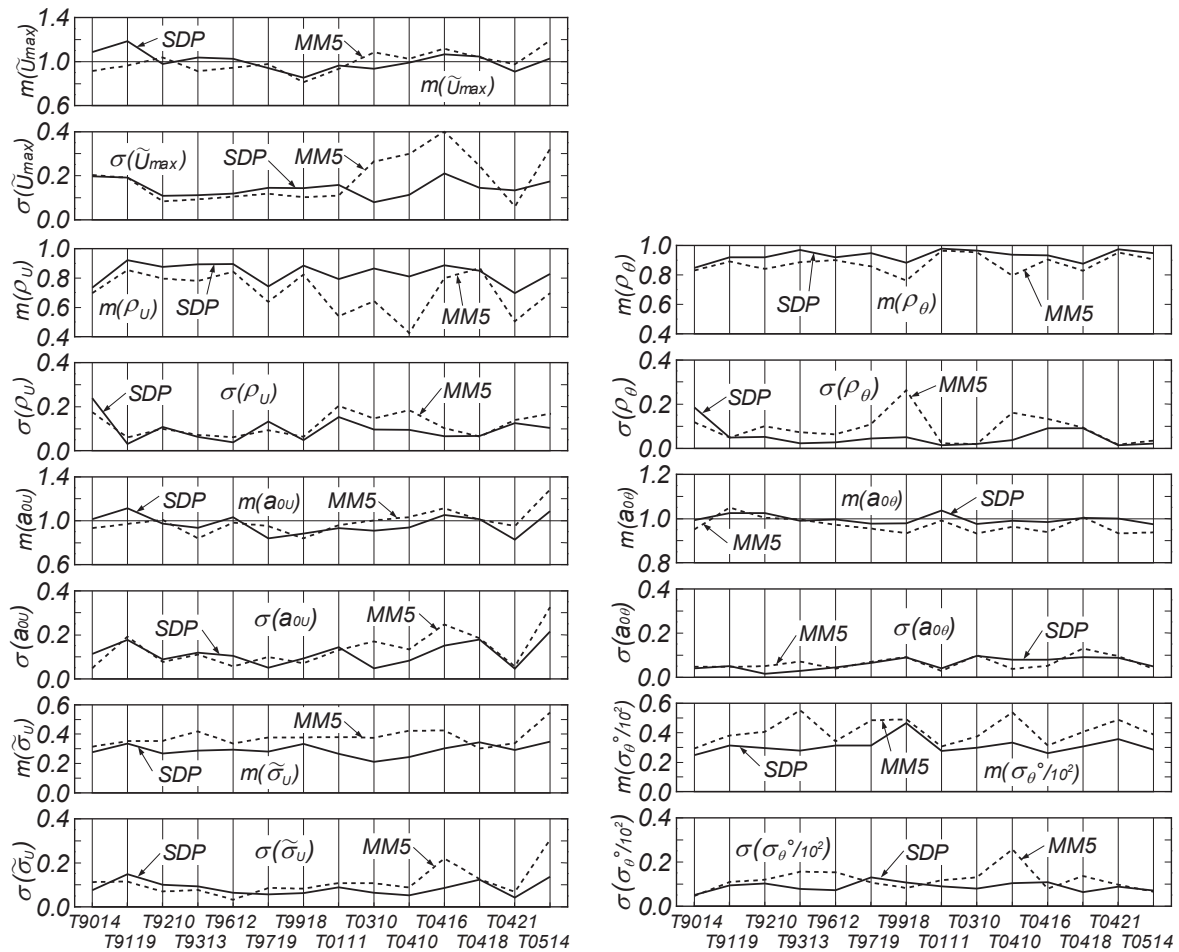 m(Ũmax)
1.4
1.0
0.6
SDP
MM5
m(Ũmax)
σ(Ũmax)
0.4
0.2
0.0
σ(Ũmax)
SDP
MM5
m(ρU)
1.0
0.8
0.6
0.4
m(ρU)
SDP
MM5
σ(ρU)
0.4
0.2
0.0
SDP
σ(ρU)
MM5
m(a0U)
1.4
1.0
0.6
SDP
m(a0U)
MM5
σ(a0U)
0.4
0.2
0.0
SDP
σ(a0U)
MM5
m(σ̃U)
0.6
0.4
0.2
0.0
SDP
m(σ̃U)
MM5
σ(σ̃U)
0.4
0.2
0.0
SDP
σ(σ̃U)
MM5
T9014 T9210 T9612 T9918 T0310 T0416 T0421
T9119 T9313 T9719 T0111 T0410 T0418 T0514
m(ρθ)
1.0
0.8
0.6
0.4
SDP
m(ρθ)
MM5
σ(ρθ)
0.4
0.2
0.0
SDP
σ(ρθ)
MM5
m(a0θ)
1.2
1.0
0.8
MM5
m(a0θ)
SDP
σ(a0θ)
0.4
0.2
0.0
MM5
σ(a0θ)
SDP
m(σθ°/10²)
0.6
0.4
0.2
0.0
SDP
MM5
m(σθ°/10²)
σ(σθ°/10²)
0.4
0.2
0.0
σ(σθ°/10²)
SDP
MM5
T9014 T9210 T9612 T9918 T0310 T0416 T0421
T9119 T9313 T9719 T0111 T0410 T0418 T0514